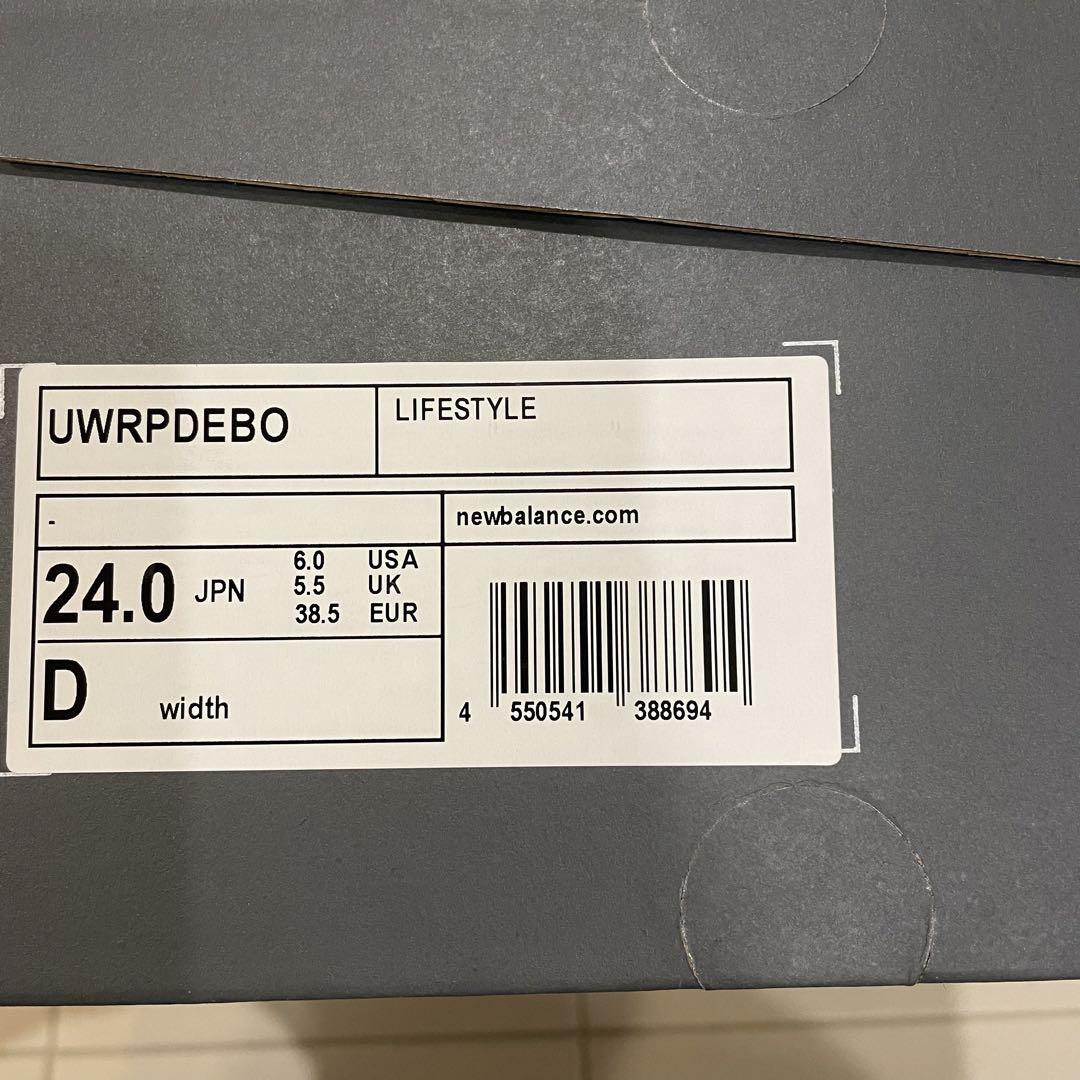 UWRPDEBO
LIFESTYLE
-
newbalance.com
24.0 JPN
6.0 USA
5.5 UK
38.5 EUR
D width
4 550541 388694